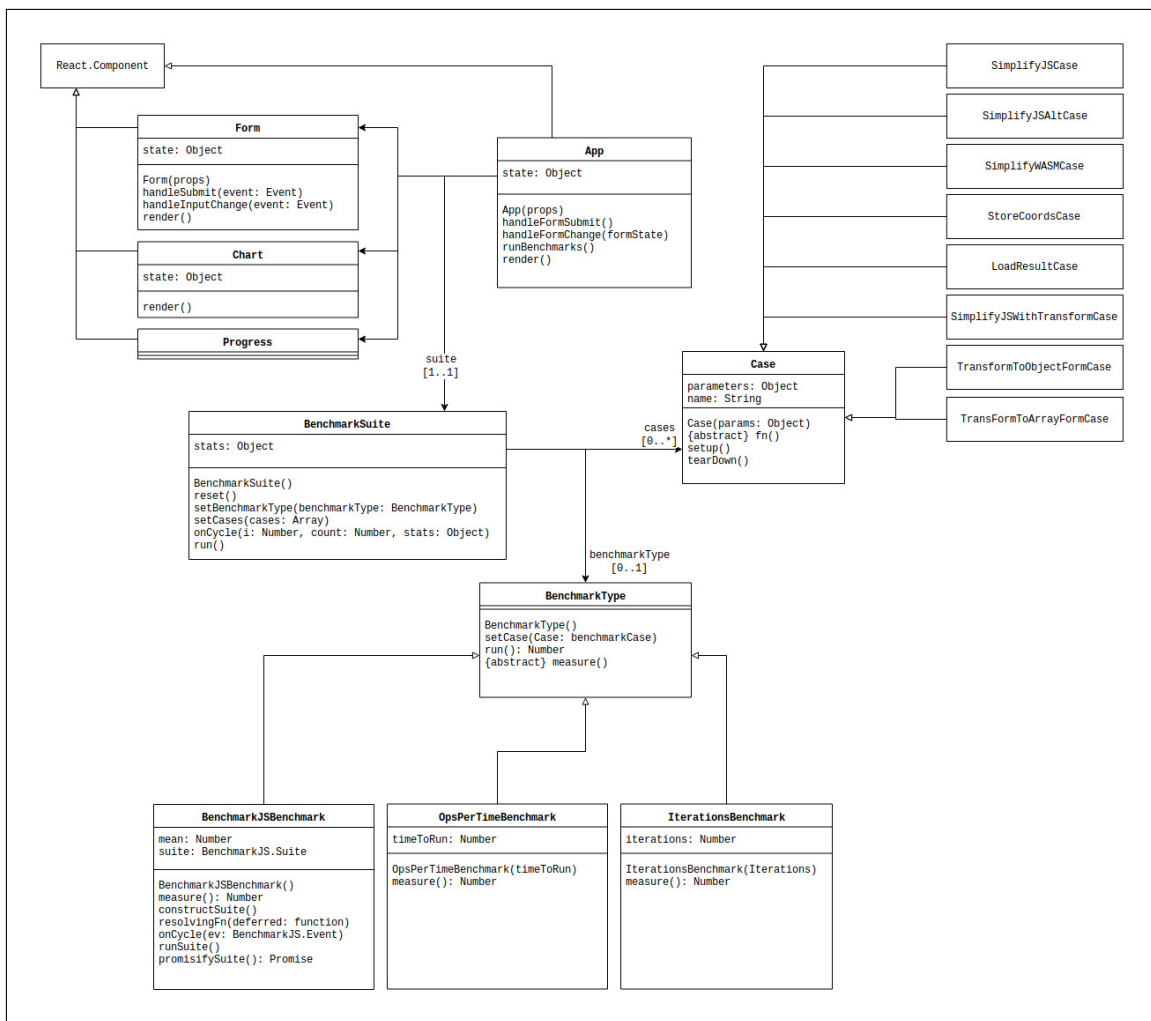 React.Component
Form
state: Object
Form(props)
handleSubmit(event: Event)
handleInputChange(event: Event)
render()
Chart
state: Object
render()
Progress
App
state: Object
App(props)
handleFormSubmit()
handleFormChange(formState)
runBenchmarks()
render()
SimplifyJSCase
SimplifyJSAltCase
SimplifyWASMCase
StoreCoordsCase
LoadResultCase
SimplifyJSWithTransformCase
TransformToObjectFormCase
TransFormToArrayFormCase
suite
[1..1]
Case
parameters: Object
name: String
Case(params: Object)
{abstract} fn()
setup()
tearDown()
BenchmarkSuite
stats: Object
BenchmarkSuite()
reset()
setBenchmarkType(benchmarkType: BenchmarkType)
setCases(cases: Array)
onCycle(i: Number, count: Number, stats: Object)
run()
cases
[0..*]
benchmarkType
[0..1]
BenchmarkType
BenchmarkType()
setCase(Case: benchmarkCase)
run(): Number
{abstract} measure()
BenchmarkJSBenchmark
mean: Number
suite: BenchmarkJS.Suite
BenchmarkJSBenchmark()
measure(): Number
constructSuite()
resolvingFn(deferred: function)
onCycle(ev: BenchmarkJS.Event)
runSuite()
promisifySuite(): Promise
OpsPerTimeBenchmark
timeToRun: Number
OpsPerTimeBenchmark(timeToRun)
measure(): Number
IterationsBenchmark
iterations: Number
IterationsBenchmark(Iterations)
measure(): Number